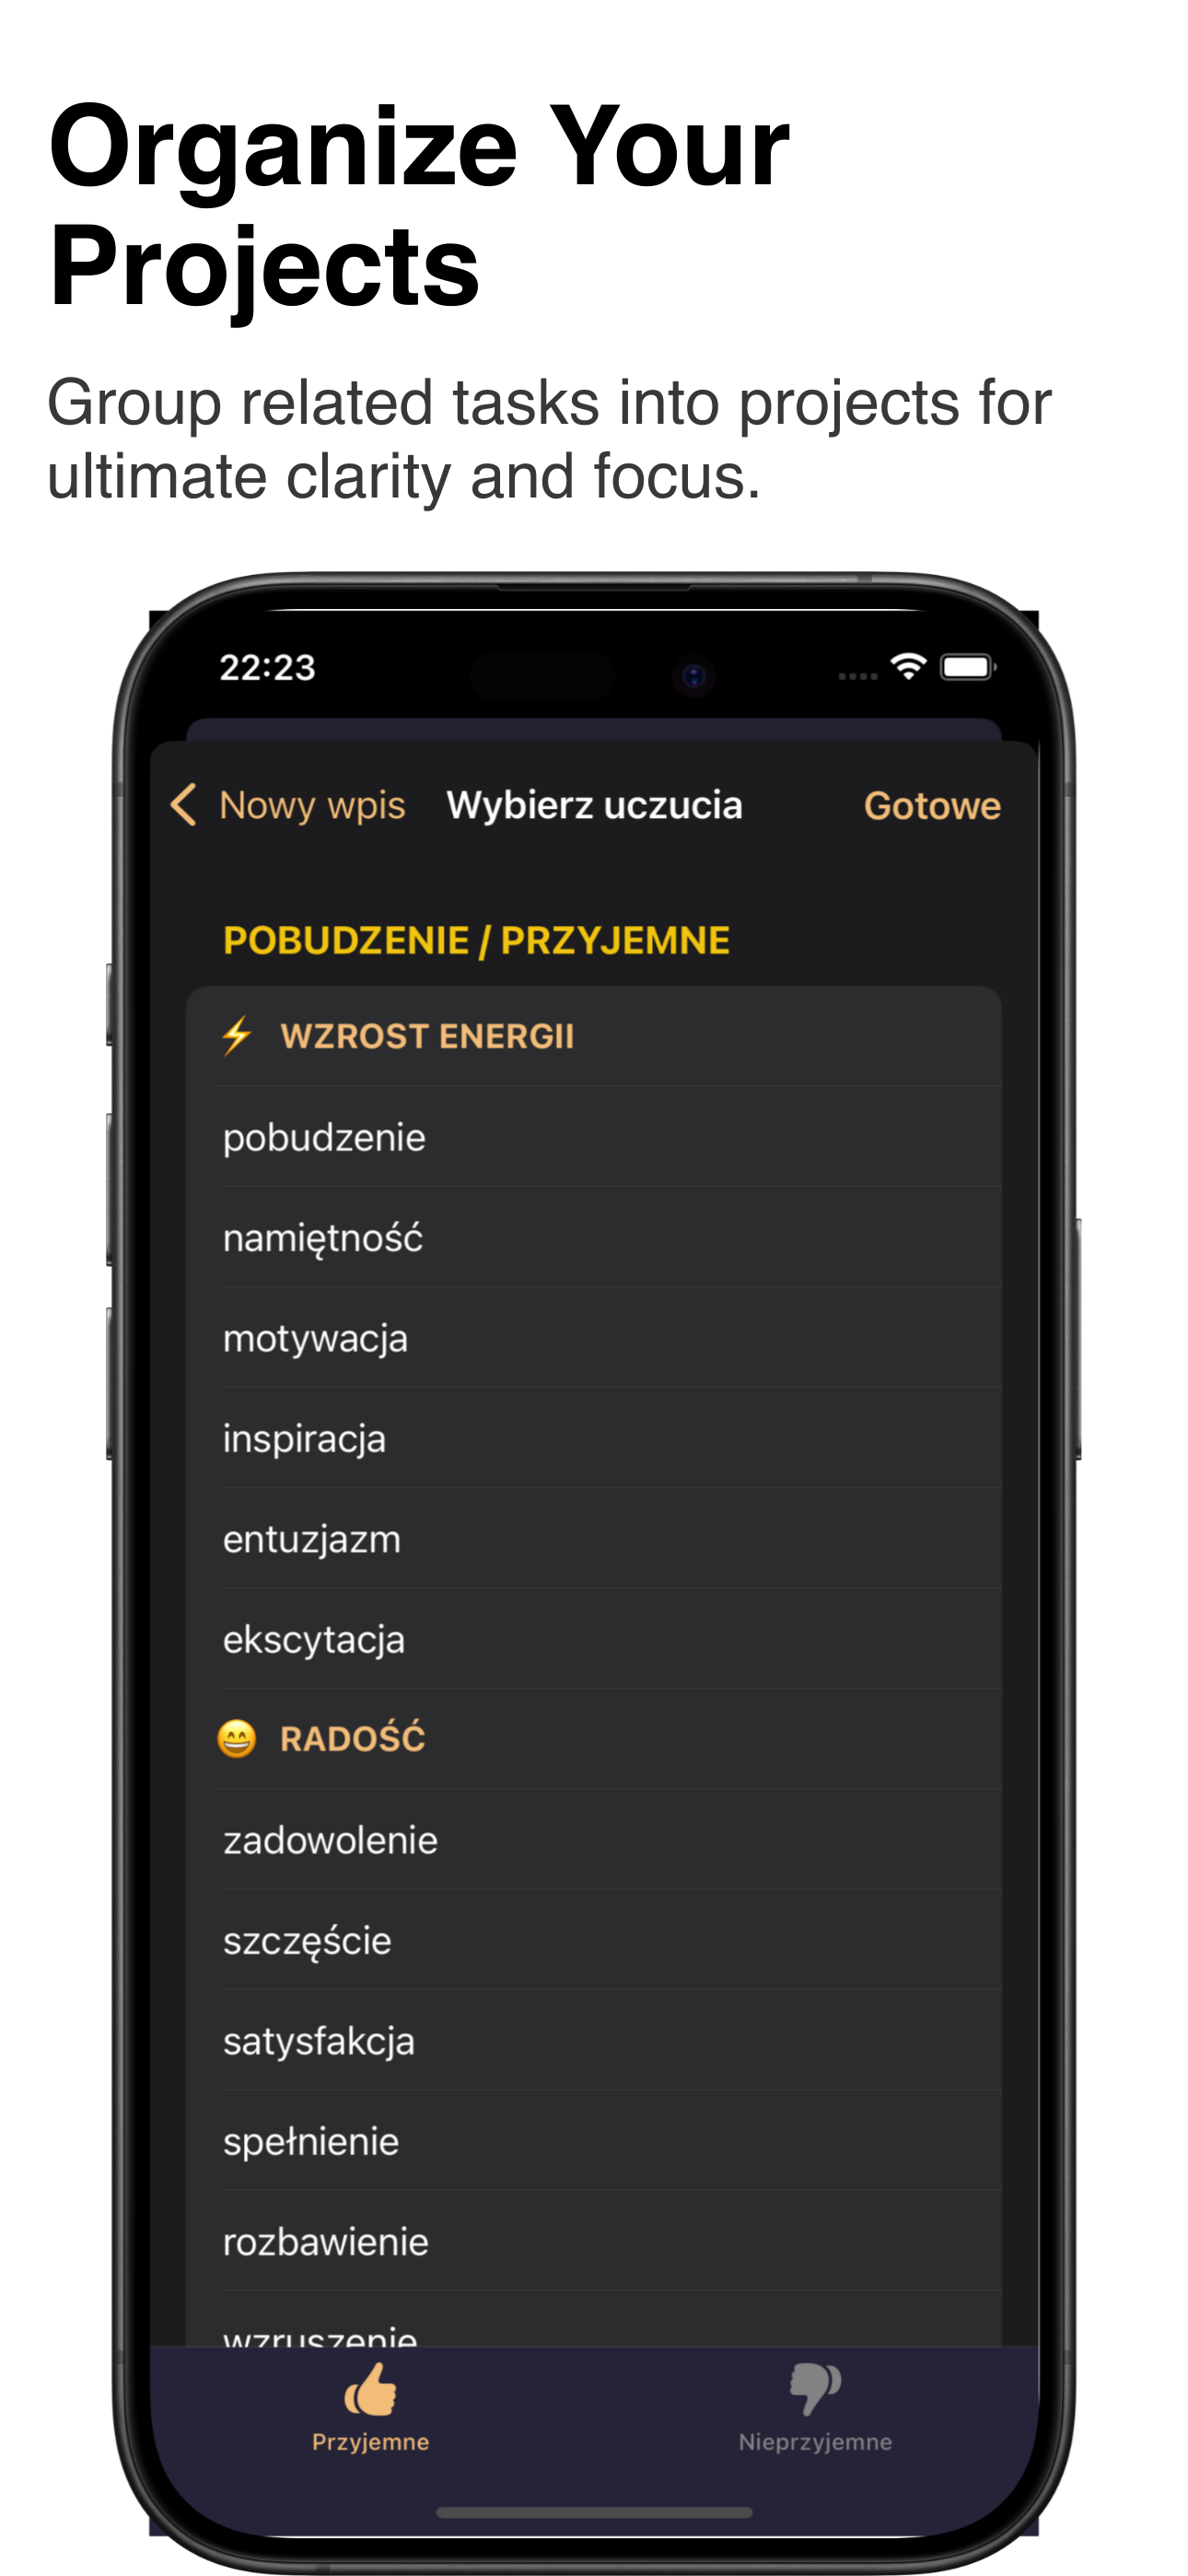 Organize Your
Projects
Group related tasks into projects for
ultimate clarity and focus.
22:23
Nowy wpis
Wybierz uczucia
Gotowe
POBUDZENIE / PRZYJEMNE
WZROST ENERGII
pobudzenie
namiętność
motywacja
inspiracja
entuzjazm
ekscytacja
RADOŚĆ
zadowolenie
szczęście
satysfakcja
spełnienie
rozbawienie
wzruszenie
Przyjemne
Nieprzyjemne